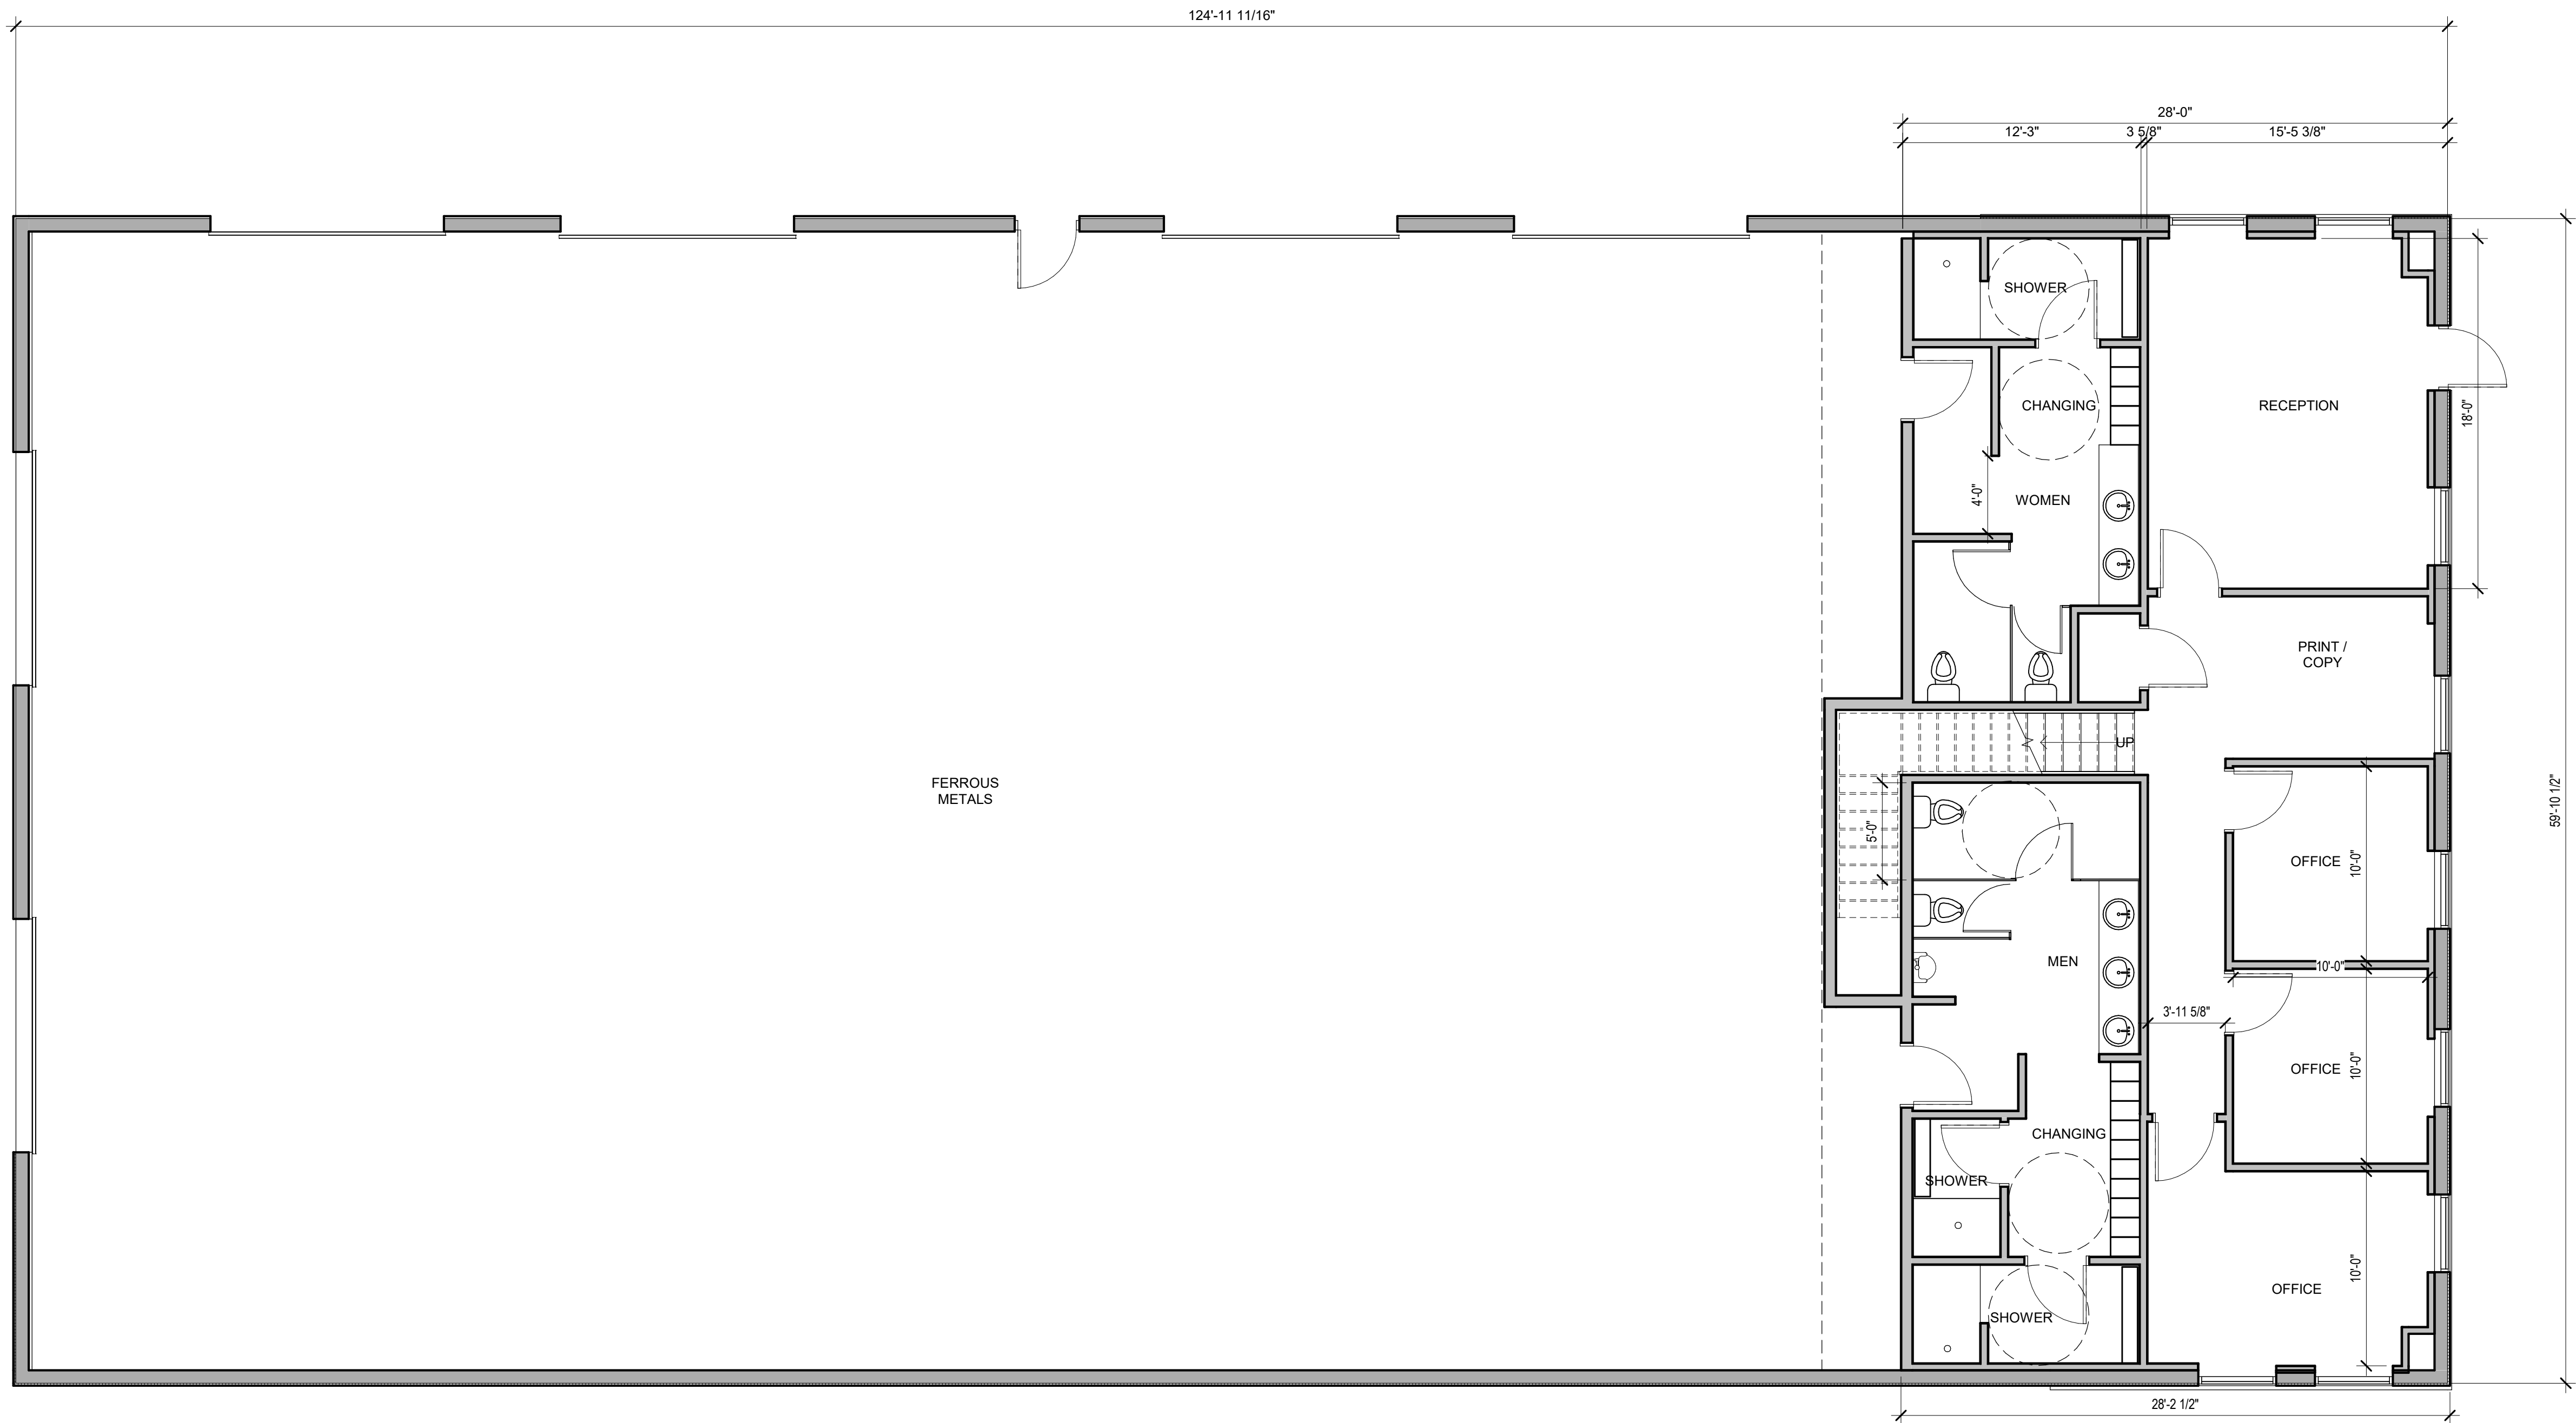 124'-11 11/16"
28'-0"
12'-3"
3 5/8"
15'-5 3/8"
SHOWER
CHANGING
RECEPTION
18'-0"
4'-0"
WOMEN
PRINT /
COPY
UP
FERROUS
METALS
59'-10 1/2"
5'-0"
OFFICE
10'-0"
MEN
10'-0"
3'-11 5/8"
OFFICE
10'-0"
CHANGING
SHOWER
OFFICE
10'-0"
SHOWER
28'-2 1/2"